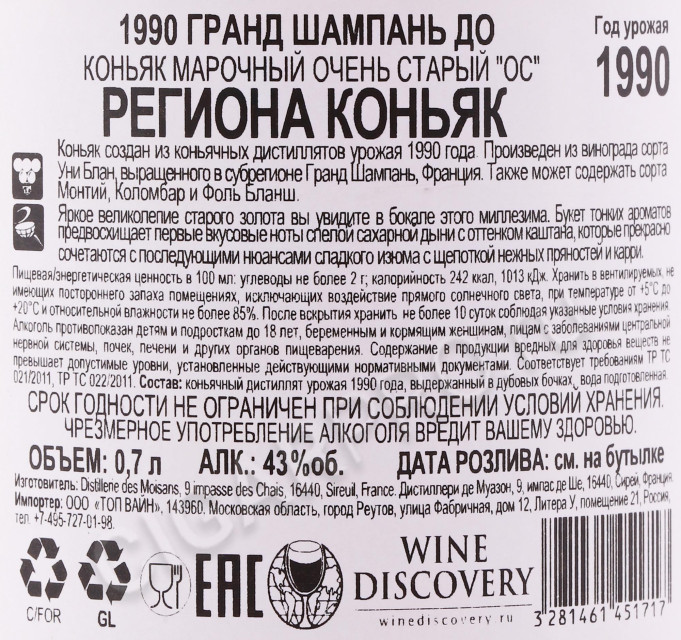 1990 ГРАНД ШАМПАНЬ ДО
Год урожая
КОНЬЯК МАРОЧНЫЙ ОЧЕНЬ СТАРЫЙ "ОС"
1990
РЕГИОНА КОНЬЯК
Коньяк создан из коньячных дистиллятов урожая 1990 года. Произведен из винограда сорта
Уни Блан, выращенного в субрегионе Гранд Шампань, Франция. Также может содержать сорта
Монтий, Коломбар и Фоль Бланш.
Яркое великолепие старого золота вы увидите в бокале этого миллезима. Букет тонких ароматов
предвосхищает первые вкусовые ноты спелой сахарной дыни с оттенком каштана, которые прекрасно
сочетаются с последующими нюансами сладкого изюма с щепоткой нежных пряностей и карри.
Пищевая/энергетическая ценность в 100 мл: углеводы не более 2 г; калорийность 242 ккал, 1013 кДж. Хранить в вентилируемых, не
имеющих постороннего запаха помещениях, исключающих воздействие прямого солнечного света, при температуре от +5°С до
+20°С и относительной влажности не более 85%. После вскрытия хранить не более 10 суток соблюдая указанные условия хранения.
Алкоголь противопоказан детям и подросткам до 18 лет, беременным и кормящим женщинам, лицам с заболеваниями центральной
нервной системы, почек, печени и других органов пищеварения. Содержание в продукции вредных для здоровья веществ не
превышает допустимые уровни, установленные действующими нормативными документами. Соответствует требованиям ТР ТС
021/2011, ТР ТС 022/2011. Состав: коньячный дистиллят урожая 1990 года, выдержанный в дубовых бочках, вода подготовленная.
СРОК ГОДНОСТИ НЕ ОГРАНИЧЕН ПРИ СОБЛЮДЕНИИ УСЛОВИЙ ХРАНЕНИЯ.
ЧРЕЗМЕРНОЕ УПОТРЕБЛЕНИЕ АЛКОГОЛЯ ВРЕДИТ ВАШЕМУ ЗДОРОВЬЮ.
ОБЪЕМ: 0,7 л АЛК.: 43 %об. ДАТА РОЗЛИВА: см. на бутылке
Изготовитель: Distillerie des Moisans, 9 impasse des Chais, 16440, Sireuil, France. Дистиллери де Муазон, 9, импас де Ше, 16440, Сирей, Франция.
Импортер: ООО «ТОП ВАЙН», 143960, Московская область, город Реутов, улица Фабричная, дом 12, Литера У, помещение 21, Россия,
тел. +7-495-727-01-98.
C/FOR
GL
EAC
WINE
DISCOVERY
winediscovery.ru
3 281461 451717